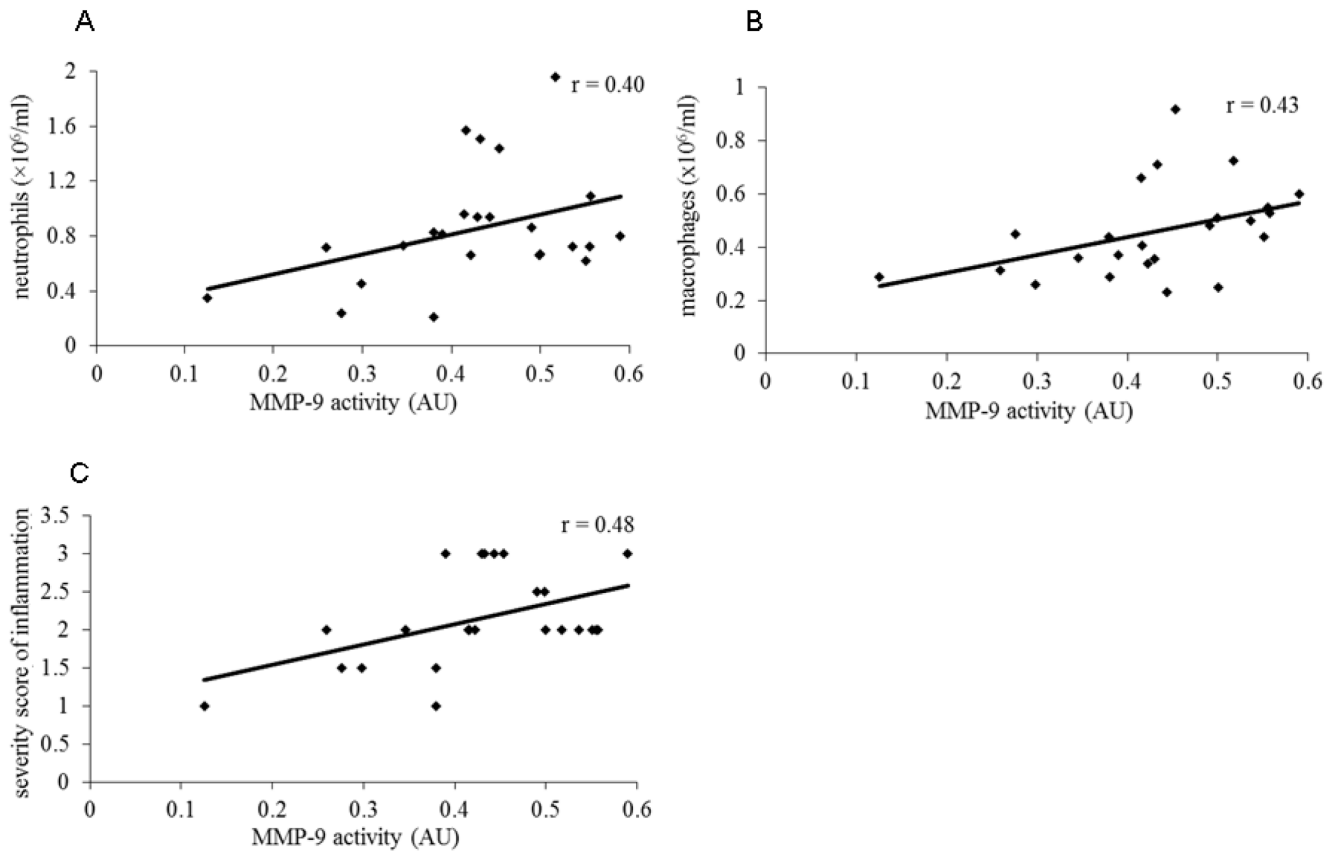 A
neutrophils (×10⁶/ml)
2
1.6
1.2
0.8
0.4
0
r = 0.40
0 0.1 0.2 0.3 0.4 0.5 0.6
MMP-9 activity (AU)
B
macrophages (x10⁶/ml)
1
0.8
0.6
0.4
0.2
0
r = 0.43
0 0.1 0.2 0.3 0.4 0.5 0.6
MMP-9 activity (AU)
C
severity score of inflammation
3.5
3
2.5
2
1.5
1
0.5
0
r = 0.48
0 0.1 0.2 0.3 0.4 0.5 0.6
MMP-9 activity (AU)